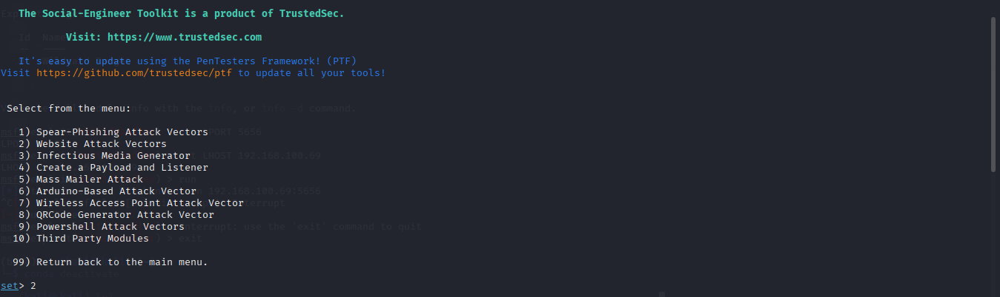 The Social-Engineer Toolkit is a product of TrustedSec.
Visit: https://www.trustedsec.com
It's easy to update using the PenTesters Framework! (PTF)
Visit https://github.com/trustedsec/ptf to update all your tools!
Select from the menu:
1) Spear-Phishing Attack Vectors
2) Website Attack Vectors
3) Infectious Media Generator
4) Create a Payload and Listener
5) Mass Mailer Attack
6) Arduino-Based Attack Vector
7) Wireless Access Point Attack Vector
8) QRCode Generator Attack Vector
9) Powershell Attack Vectors
10) Third Party Modules
99) Return back to the main menu.
set> 2